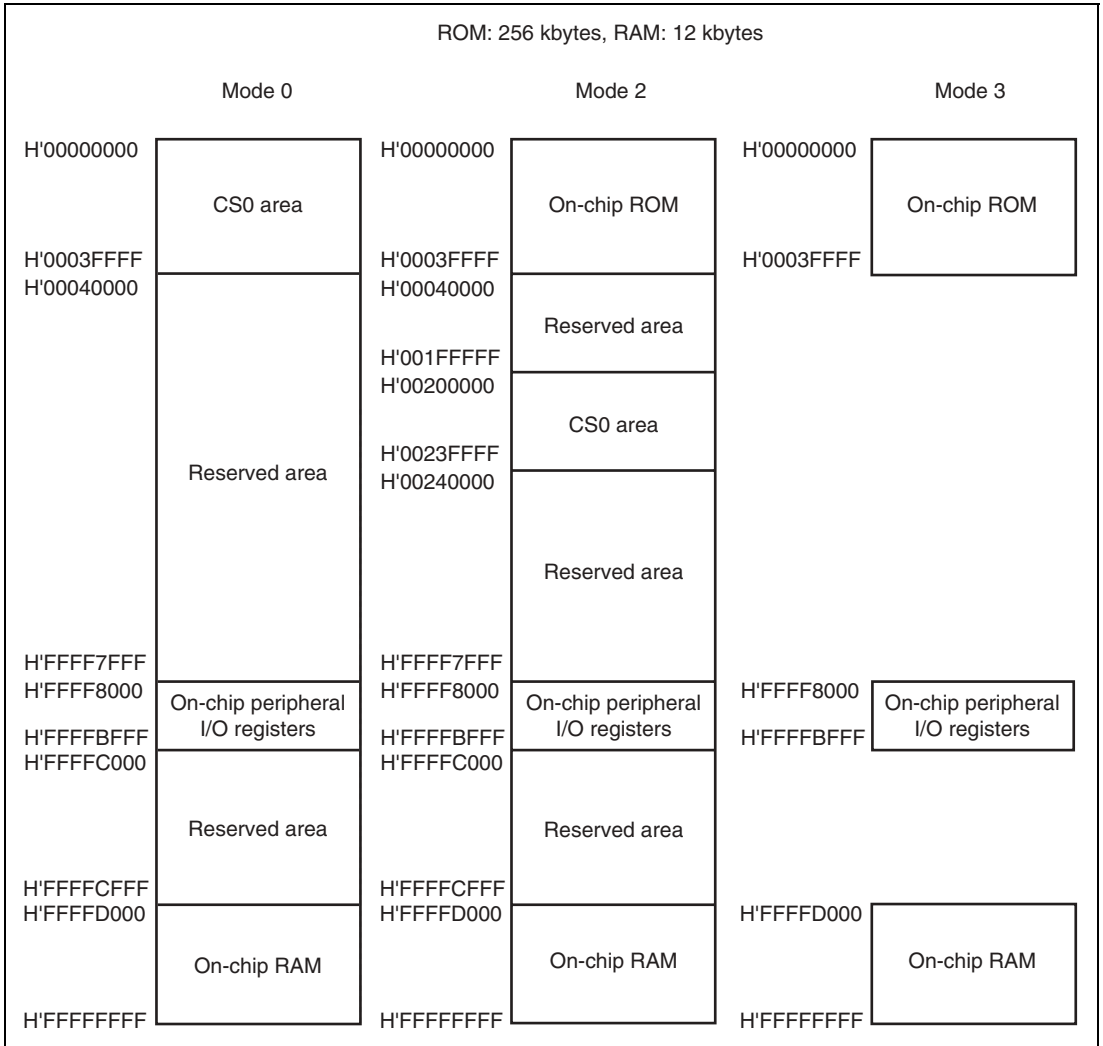 ROM: 256 kbytes, RAM: 12 kbytes
Mode 0
H'00000000
CS0 area
H'0003FFFF
H'00040000
Reserved area
H'FFFF7FFF
H'FFFF8000
On-chip peripheral
I/O registers
H'FFFFBFFF
H'FFFFC000
Reserved area
H'FFFFCFFF
H'FFFFD000
On-chip RAM
H'FFFFFFFF
Mode 2
H'00000000
On-chip ROM
H'0003FFFF
H'00040000
Reserved area
H'001FFFFF
H'00200000
CS0 area
H'0023FFFF
H'00240000
Reserved area
H'FFFF7FFF
H'FFFF8000
On-chip peripheral
I/O registers
H'FFFFBFFF
H'FFFFC000
Reserved area
H'FFFFCFFF
H'FFFFD000
On-chip RAM
H'FFFFFFFF
Mode 3
H'00000000
On-chip ROM
H'0003FFFF
H'FFFF8000
On-chip peripheral
I/O registers
H'FFFFBFFF
H'FFFFD000
On-chip RAM
H'FFFFFFFF